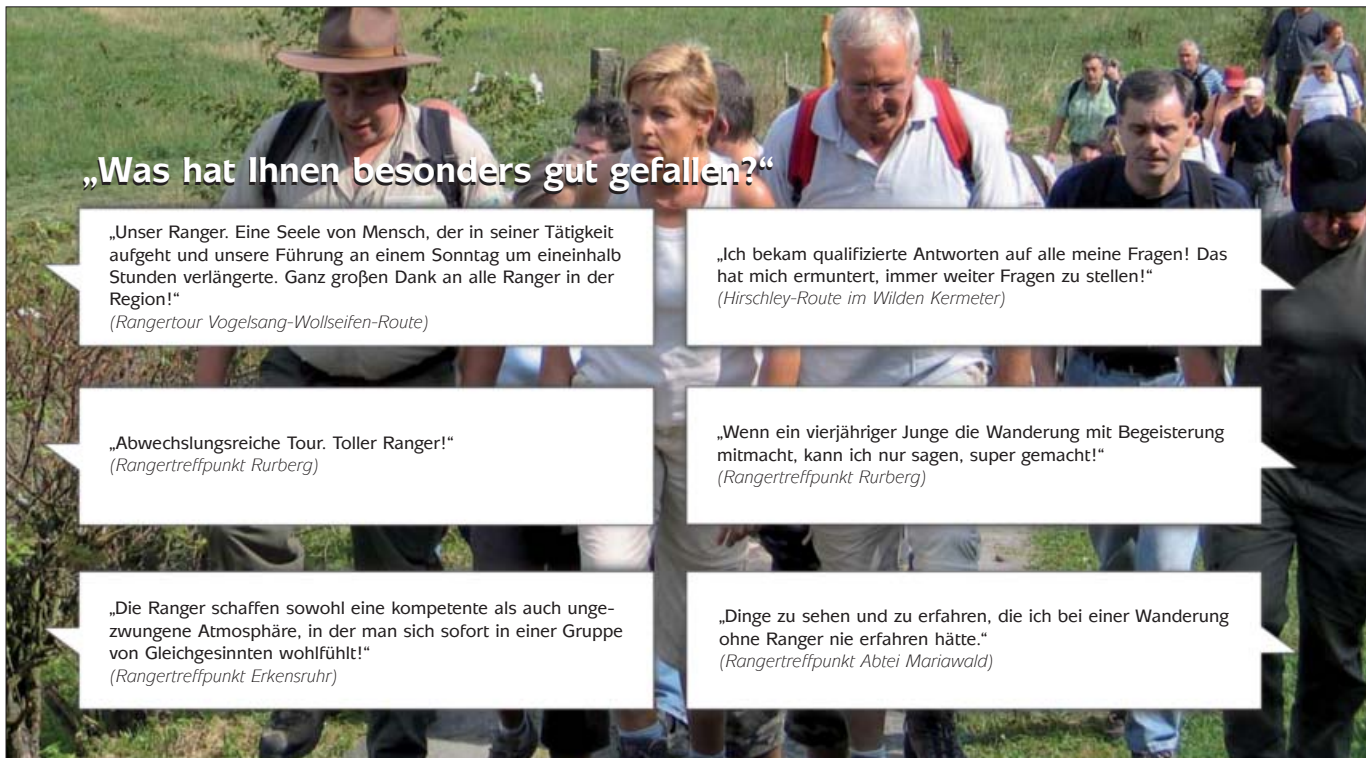 „Was hat Ihnen besonders gut gefallen?“
„Unser Ranger. Eine Seele von Mensch, der in seiner Tätigkeit
aufgeht und unsere Führung an einem Sonntag um eineinhalb
Stunden verlängerte. Ganz großen Dank an alle Ranger in der
Region!“
(Rangertour Vogelsang-Wollseifen-Route)
„Ich bekam qualifizierte Antworten auf alle meine Fragen! Das
hat mich ermuntert, immer weiter Fragen zu stellen!“
(Hirschley-Route im Wilden Kermeter)
„Abwechslungsreiche Tour. Toller Ranger!“
(Rangertreffpunkt Rurberg)
„Wenn ein vierjähriger Junge die Wanderung mit Begeisterung
mitmacht, kann ich nur sagen, super gemacht!“
(Rangertreffpunkt Rurberg)
„Die Ranger schaffen sowohl eine kompetente als auch unge-
zwungene Atmosphäre, in der man sich sofort in einer Gruppe
von Gleichgesinnten wohlfühlt!“
(Rangertreffpunkt Erkensruhr)
„Dinge zu sehen und zu erfahren, die ich bei einer Wanderung
ohne Ranger nie erfahren hätte.“
(Rangertreffpunkt Abtei Mariawald)